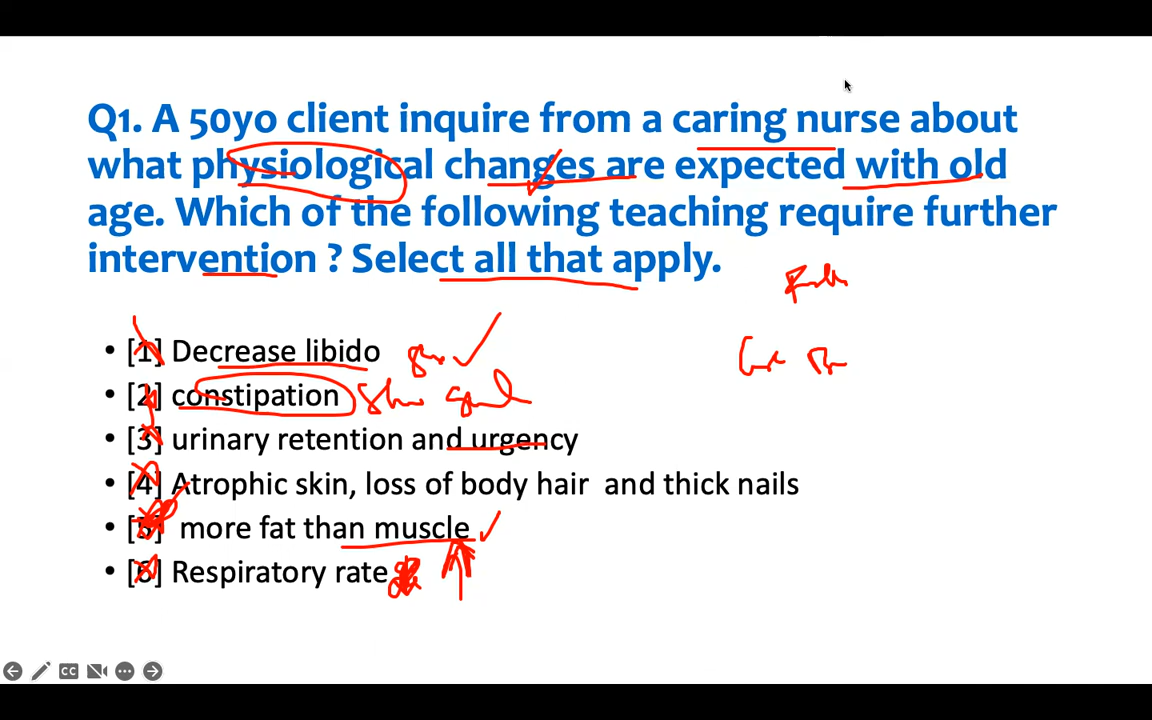 Q1. A 50yo client inquire from a caring nurse about
what physiological changes are expected with old
age. Which of the following teaching require further
intervention ? Select all that apply.
• [1] Decrease libido
• [2] constipation
• [3] urinary retention and urgency
• [4] Atrophic skin, loss of body hair and thick nails
• [5] more fat than muscle
• [6] Respiratory rate
CC